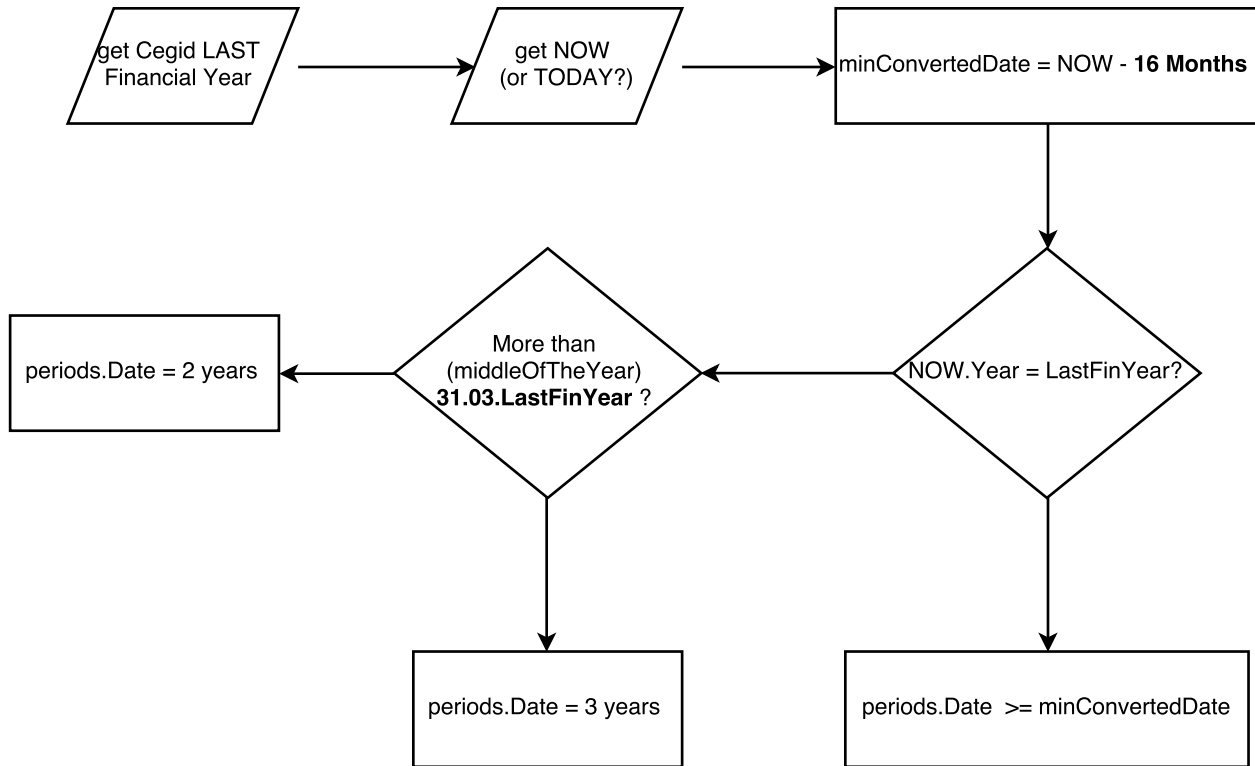 get Cegid LAST
Financial Year
get NOW
(or TODAY?)
minConvertedDate = NOW - 16 Months
periods.Date = 2 years
More than
(middleOfTheYear)
31.03.LastFinYear ?
NOW.Year = LastFinYear?
periods.Date = 3 years
periods.Date >= minConvertedDate